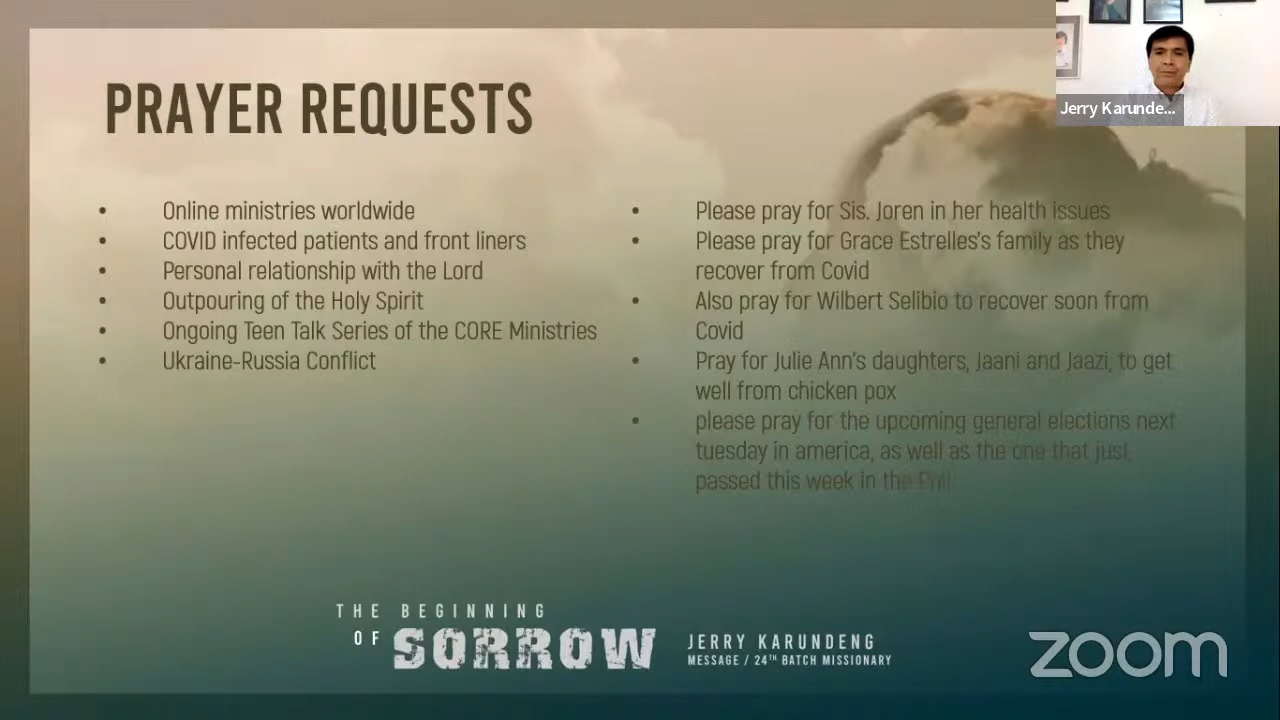 Jerry Karunde...
PRAYER REQUESTS
• Online ministries worldwide
• COVID infected patients and front liners
• Personal relationship with the Lord
• Outpouring of the Holy Spirit
• Ongoing Teen Talk Series of the CORE Ministries
• Ukraine-Russia Conflict
• Please pray for Sis. Joren in her health issues
• Please pray for Grace Estrelles's family as they
recover from Covid
• Also pray for Wilbert Selibio to recover soon from
Covid
• Pray for Julie Ann's daughters, Jaani and Jaazi, to get
well from chicken pox
• please pray for the upcoming general elections next
tuesday in america, as well as the one that just
passed this week in the Phil.
THE BEGINNING
OF SORROW
JERRY KARUNDENG
MESSAGE / 24TH BATCH MISSIONARY
zoom